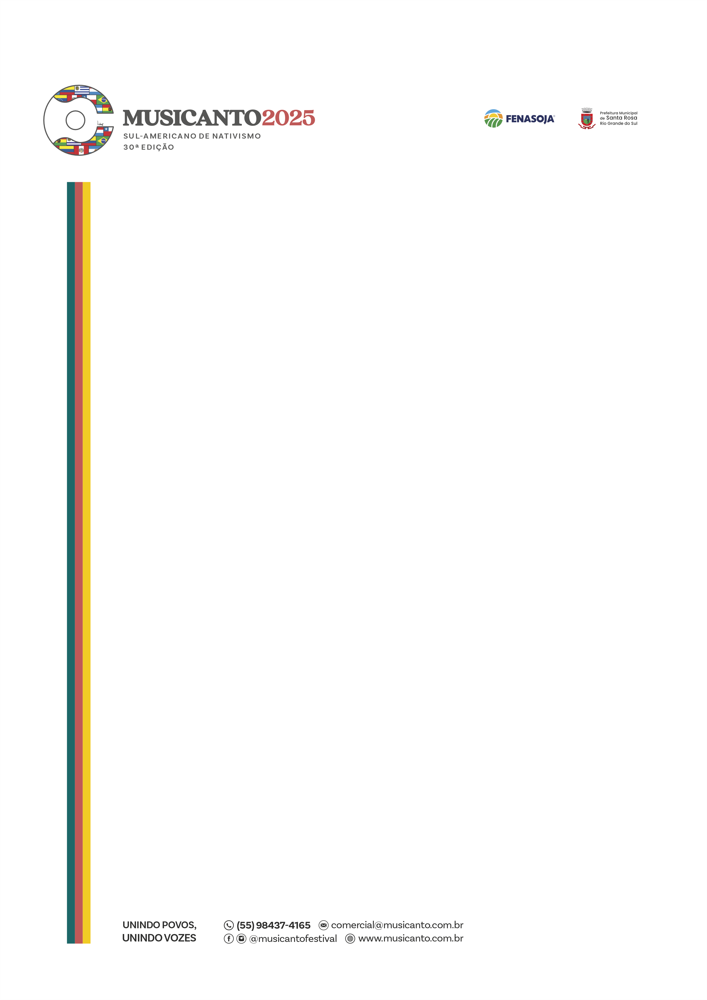 MUSICANTO2025
SUL-AMERICANO DE NATIVISMO
30ª EDIÇÃO
FENASOJA®
Prefeitura Municipal
de Santa Rosa
Rio Grande do Sul
UNINDO POVOS,
UNINDO VOZES
(55) 98437-4165 comercial@musicanto.com.br
@musicantofestival www.musicanto.com.br